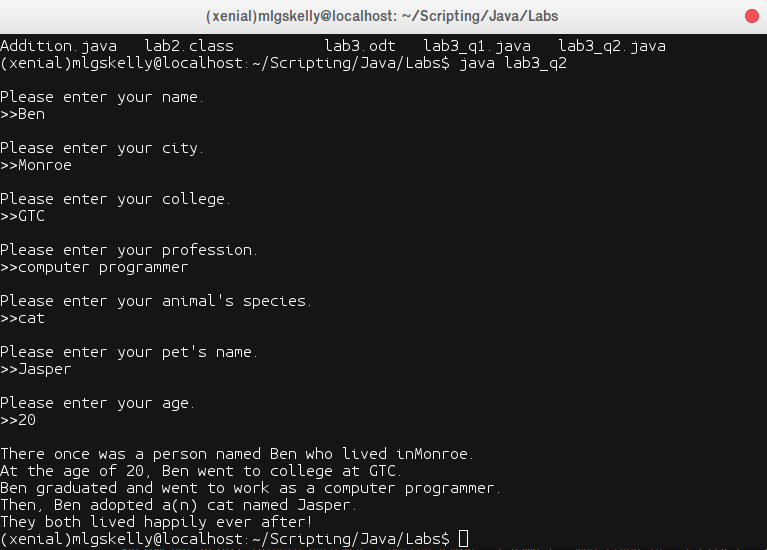 (xenial)mlgskelly@localhost: ~/Scripting/Java/Labs
Addition.java   lab2.class          lab3.odt   lab3_q1.java   lab3_q2.java
(xenial)mlgskelly@localhost:~/Scripting/Java/Labs$ java lab3_q2
Please enter your name.
>>Ben
Please enter your city.
>>Monroe
Please enter your college.
>>GTC
Please enter your profession.
>>computer programmer
Please enter your animal's species.
>>cat
Please enter your pet's name.
>>Jasper
Please enter your age.
>>20
There once was a person named Ben who lived inMonroe.
At the age of 20, Ben went to college at GTC.
Ben graduated and went to work as a computer programmer.
Then, Ben adopted a(n) cat named Jasper.
They both lived happily ever after!
(xenial)mlgskelly@localhost:~/Scripting/Java/Labs$